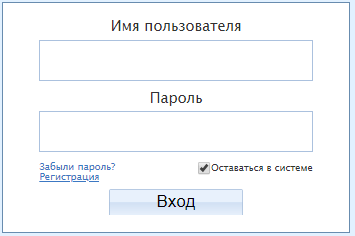 Имя пользователя
Пароль
Забыли пароль?
Регистрация
Оставаться в системе
Вход